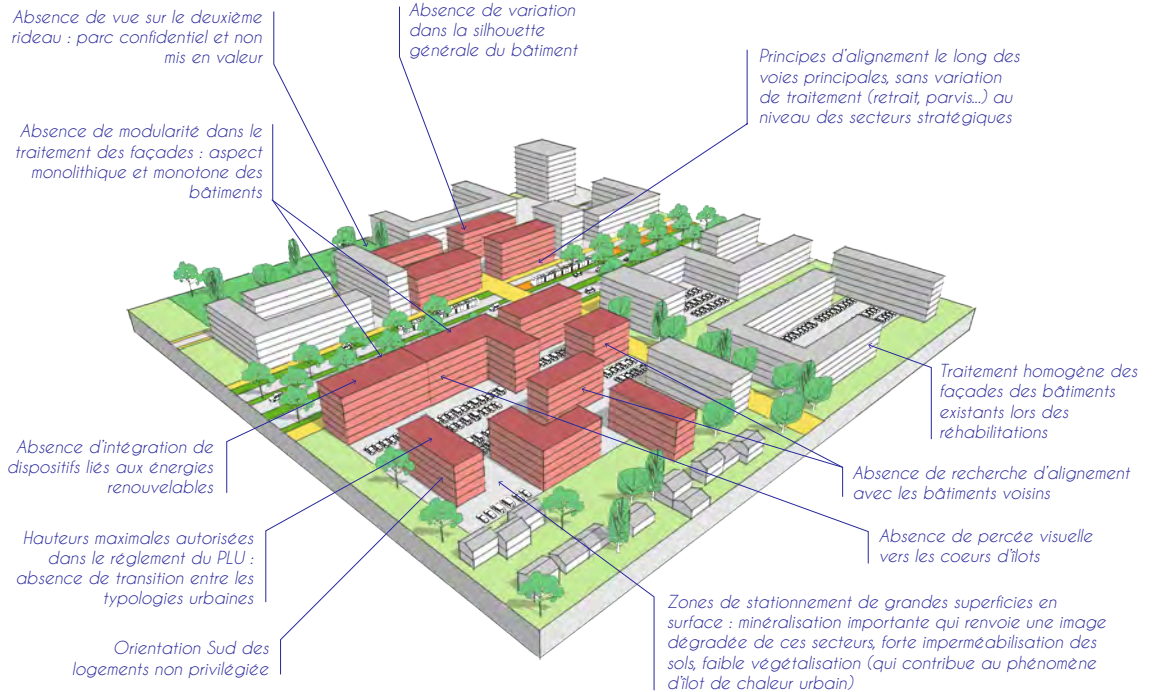 Absence de vue sur le deuxième
rideau : parc confidentiel et non
mis en valeur
Absence de variation
dans la silhouette
générale du bâtiment
Principes d'alignement le long des
voies principales, sans variation
de traitement (retrait, parvis...) au
niveau des secteurs stratégiques
Absence de modularité dans le
traitement des façades : aspect
monolithique et monotone des
bâtiments
Traitement homogène des
façades des bâtiments
existants lors des
réhabilitations
Absence d'intégration de
dispositifs liés aux énergies
renouvelables
Absence de recherche d'alignement
avec les bâtiments voisins
Hauteurs maximales autorisées
dans le règlement du PLU :
absence de transition entre les
typologies urbaines
Absence de percée visuelle
vers les coeurs d'îlots
Orientation Sud des
logements non privilégiée
Zones de stationnement de grandes superficies en
surface : minéralisation importante qui renvoie une image
dégradée de ces secteurs, forte imperméabilisation des
sols, faible végétalisation (qui contribue au phénomène
d'îlot de chaleur urbain)